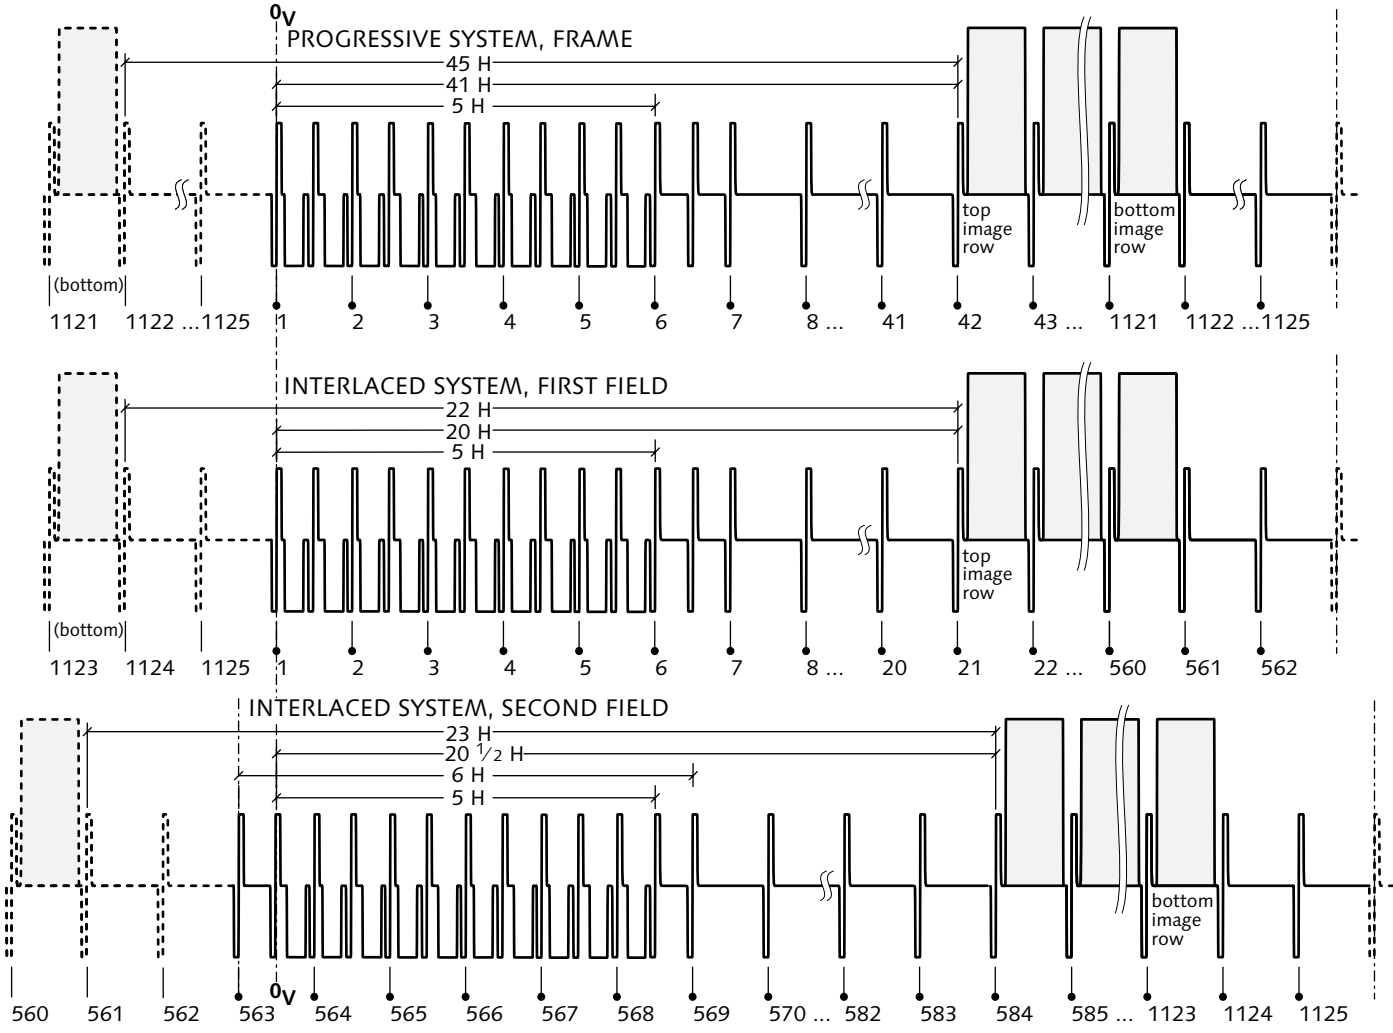 0V
PROGRESSIVE SYSTEM, FRAME
45 H
41 H
5 H
top image row
bottom image row
(bottom)
1121 1122 ...1125 1 2 3 4 5 6 7 8 ... 41 42 43 ... 1121 1122 ...1125
INTERLACED SYSTEM, FIRST FIELD
22 H
20 H
5 H
top image row
(bottom)
1123 1124 1125 1 2 3 4 5 6 7 8 ... 20 21 22 ... 560 561 562
INTERLACED SYSTEM, SECOND FIELD
23 H
20 1/2 H
6 H
5 H
bottom image row
0V
560 561 562 563 564 565 566 567 568 569 570 ... 582 583 584 585 ... 1123 1124 1125